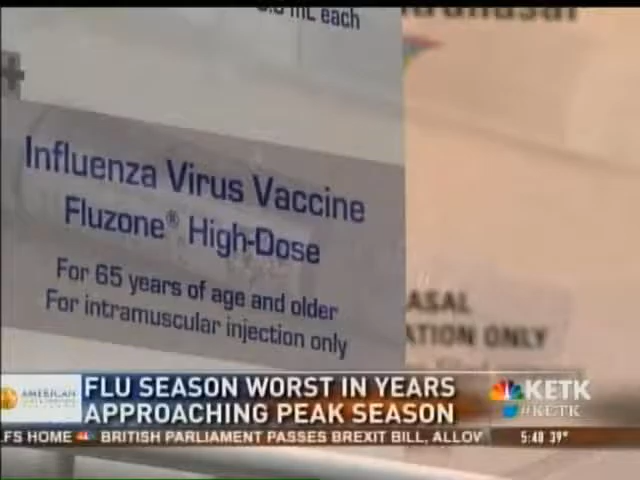 mL each
Influenza Virus Vaccine
Fluzone® High-Dose
For 65 years of age and older
For intramuscular injection only
ASAL
ATION ONLY
AMERICAN
FLU SEASON WORST IN YEARS
APPROACHING PEAK SEASON
KETK
#KETK
FS HOME
BRITISH PARLIAMENT PASSES BREXIT BILL, ALLOV
5:40 39°